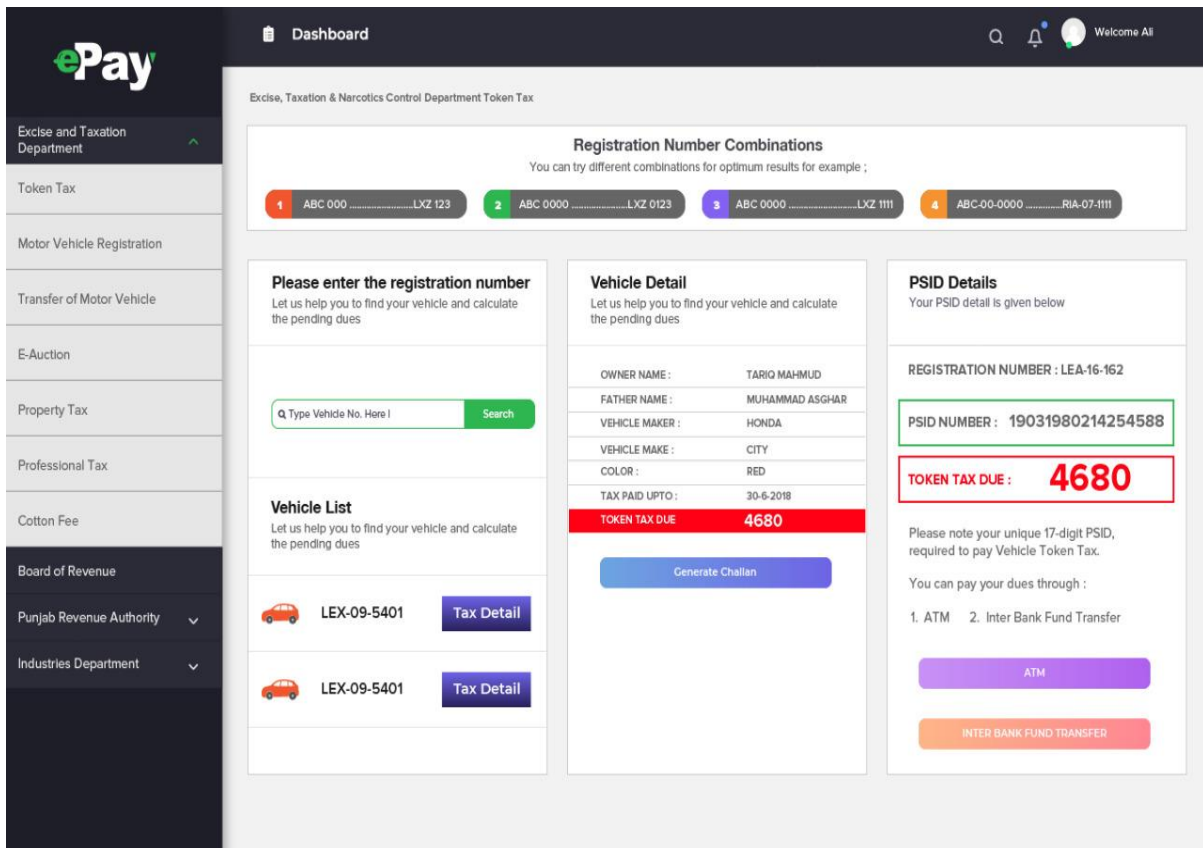 ePay
Dashboard
Welcome Ali
Excise and Taxation
Department
Token Tax
Motor Vehicle Registration
Transfer of Motor Vehicle
E-Auction
Property Tax
Professional Tax
Cotton Fee
Board of Revenue
Punjab Revenue Authority
Industries Department
Excise, Taxation & Narcotics Control Department Token Tax
Registration Number Combinations
You can try different combinations for optimum results for example ;
1 ABC 000 ........................LXZ 123
2 ABC 0000 .....................LXZ 0123
3 ABC 0000 ..........................LXZ 1111
4 ABC-00-0000 .............RIA-07-1111
Please enter the registration number
Let us help you to find your vehicle and calculate
the pending dues
Type Vehicle No. Here I
Search
Vehicle List
Let us help you to find your vehicle and calculate
the pending dues
LEX-09-5401 Tax Detail
LEX-09-5401 Tax Detail
Vehicle Detail
Let us help you to find your vehicle and calculate
the pending dues
OWNER NAME : TARIQ MAHMUD
FATHER NAME : MUHAMMAD ASGHAR
VEHICLE MAKER : HONDA
VEHICLE MAKE : CITY
COLOR : RED
TAX PAID UPTO : 30-6-2018
TOKEN TAX DUE 4680
Generate Challan
PSID Details
Your PSID detail is given below
REGISTRATION NUMBER : LEA-16-162
PSID NUMBER : 19031980214254588
TOKEN TAX DUE : 4680
Please note your unique 17-digit PSID,
required to pay Vehicle Token Tax.
You can pay your dues through :
1. ATM 2. Inter Bank Fund Transfer
ATM
INTER BANK FUND TRANSFER